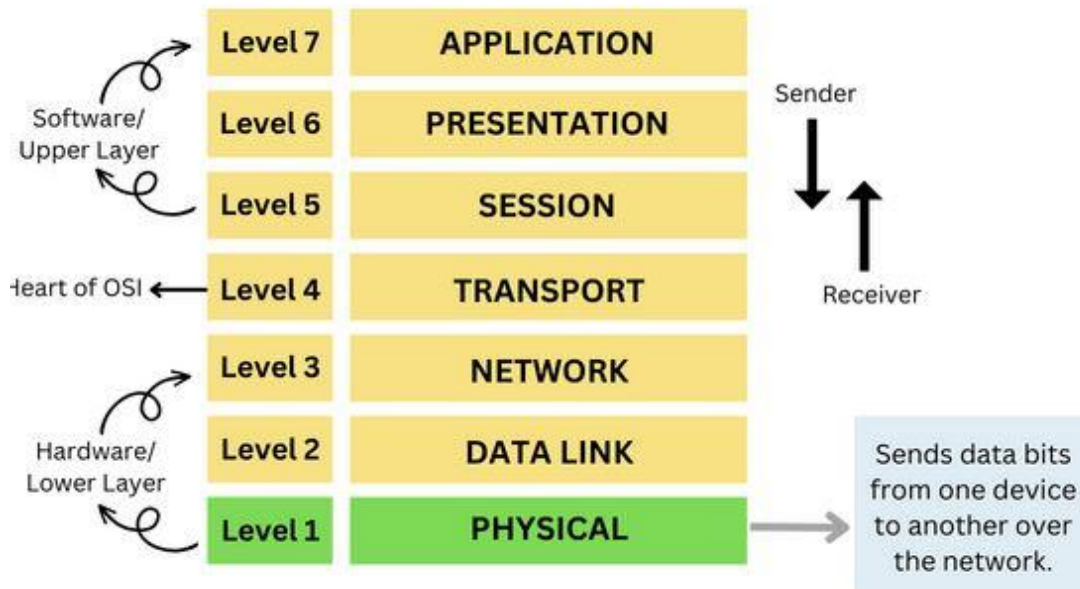 Level 7 APPLICATION
Sender
Software/
Upper Layer
Level 6 PRESENTATION
Level 5 SESSION
Heart of OSI
Level 4 TRANSPORT
Receiver
Level 3 NETWORK
Hardware/
Lower Layer
Level 2 DATA LINK
Level 1 PHYSICAL
Sends data bits
from one device
to another over
the network.